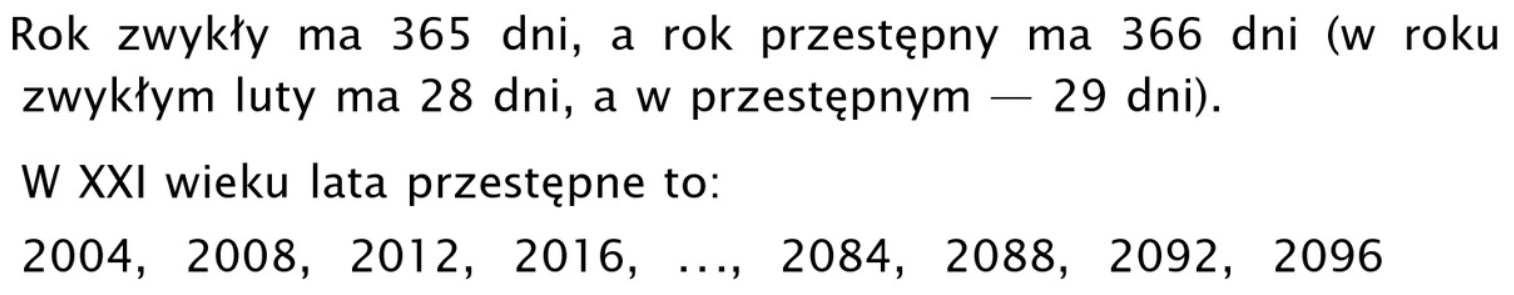 Rok zwykły ma 365 dni, a rok przestępny ma 366 dni (w roku
zwykłym luty ma 28 dni, a w przestępnym — 29 dni).
W XXI wieku lata przestępne to:
2004, 2008, 2012, 2016, ..., 2084, 2088, 2092, 2096